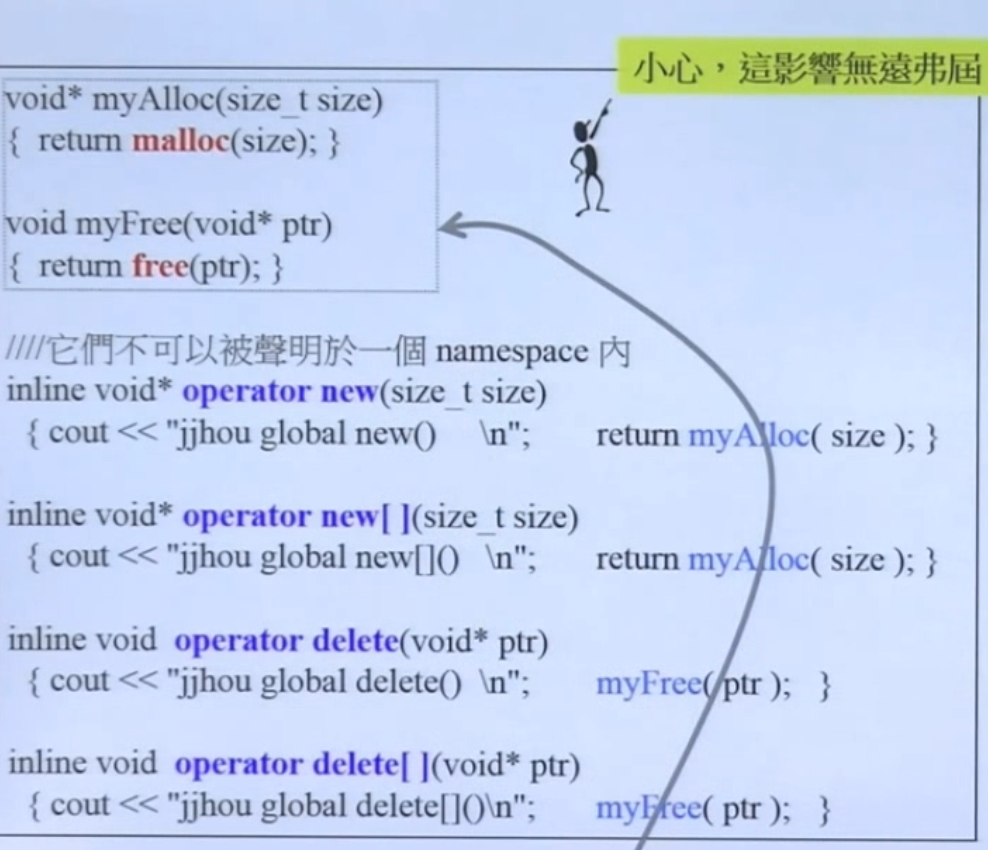 小心，這影響無遠弗屆
void* myAlloc(size_t size)
{ return malloc(size); }
void myFree(void* ptr)
{ return free(ptr); }
////它們不可以被聲明於一個 namespace 內
inline void* operator new(size_t size)
{ cout << "jjhou global new() \n"; return myAlloc( size ); }
inline void* operator new[ ](size_t size)
{ cout << "jjhou global new[]() \n"; return myAlloc( size ); }
inline void operator delete(void* ptr)
{ cout << "jjhou global delete() \n"; myFree( ptr ); }
inline void operator delete[ ](void* ptr)
{ cout << "jjhou global delete[]()\n"; myFree( ptr ); }